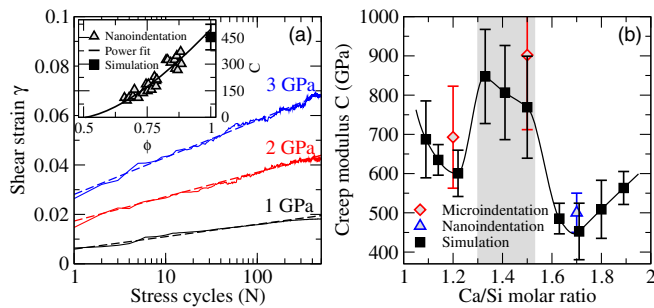 (a)
Nanoindentation
Power fit
Simulation
450
300
150
0
C
0.5
0.75
1
ϕ
0.1
0.08
0.06
0.04
0.02
0
Shear strain γ
3 GPa
2 GPa
1 GPa
1
10
100
Stress cycles (N)
(b)
1000
900
800
700
600
500
400
Creep modulus C (GPa)
Microindentation
Nanoindentation
Simulation
1
1.2
1.4
1.6
1.8
2
Ca/Si molar ratio